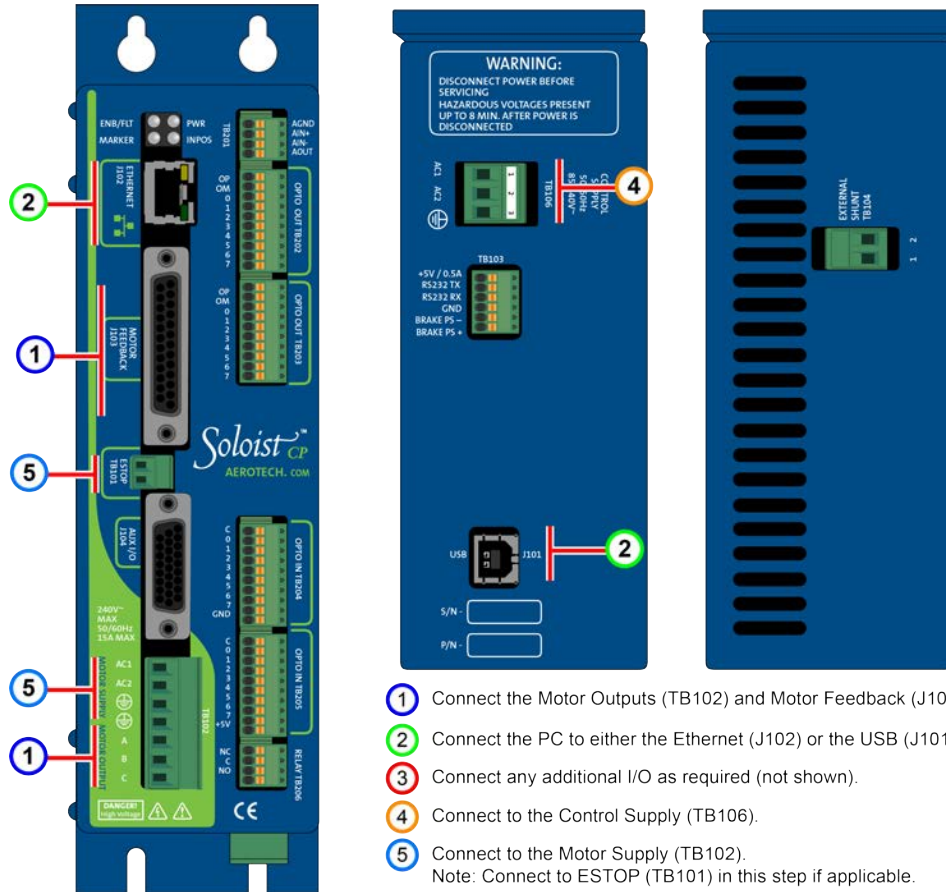 ENB/FLT
MARKER
PWR
INPOS
TB201
AGND
AIN+
AIN-
AOUT
2
ETHERNET
J102
OP
OM
0
1
2
3
4
5
6
7
OPTO OUT TB202
OP
OM
0
1
2
3
4
5
6
7
OPTO OUT TB203
1
MOTOR
FEEDBACK
J103
Soloist™
CP
AEROTECH. COM
5
ESTOP
TB101
AUX I/O
J104
C
0
1
2
3
4
5
6
7
GND
OPTO IN TB204
240V~
MAX
50/60Hz
15A MAX
C
0
1
2
3
4
5
6
7
+5V
OPTO IN TB205
5
MOTOR SUPPLY
AC1
AC2
1
MOTOR OUTPUT
A
B
C
TB102
NC
C
NO
RELAY TB206
DANGER!
High Voltage
CE
WARNING:
DISCONNECT POWER BEFORE
SERVICING
HAZARDOUS VOLTAGES PRESENT
UP TO 8 MIN. AFTER POWER IS
DISCONNECTED
AC1
AC2
1
2
3
TB106
4
TB103
+5V / 0.5A
RS232 TX
RS232 RX
GND
BRAKE PS −
BRAKE PS +
USB
J101
2
S/N -
P/N -
EXTERNAL
SHUNT
TB104
2
1
1 Connect the Motor Outputs (TB102) and Motor Feedback (J10
2 Connect the PC to either the Ethernet (J102) or the USB (J101
3 Connect any additional I/O as required (not shown).
4 Connect to the Control Supply (TB106).
5 Connect to the Motor Supply (TB102).
Note: Connect to ESTOP (TB101) in this step if applicable.